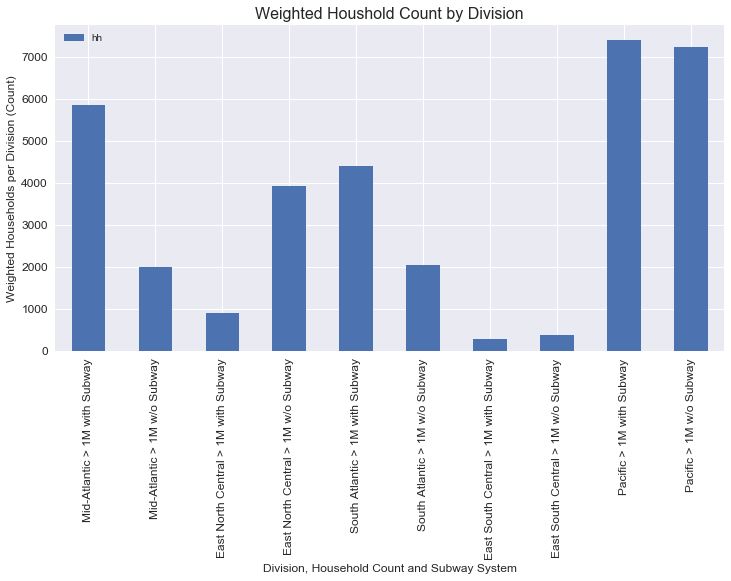 Weighted Houshold Count by Division
hh
Weighted Households per Division (Count)
7000
6000
5000
4000
3000
2000
1000
0
Mid-Atlantic > 1M with Subway
Mid-Atlantic > 1M w/o Subway
East North Central > 1M with Subway
East North Central > 1M w/o Subway
South Atlantic > 1M with Subway
South Atlantic > 1M w/o Subway
East South Central > 1M with Subway
East South Central > 1M w/o Subway
Pacific > 1M with Subway
Pacific > 1M w/o Subway
Division, Household Count and Subway System